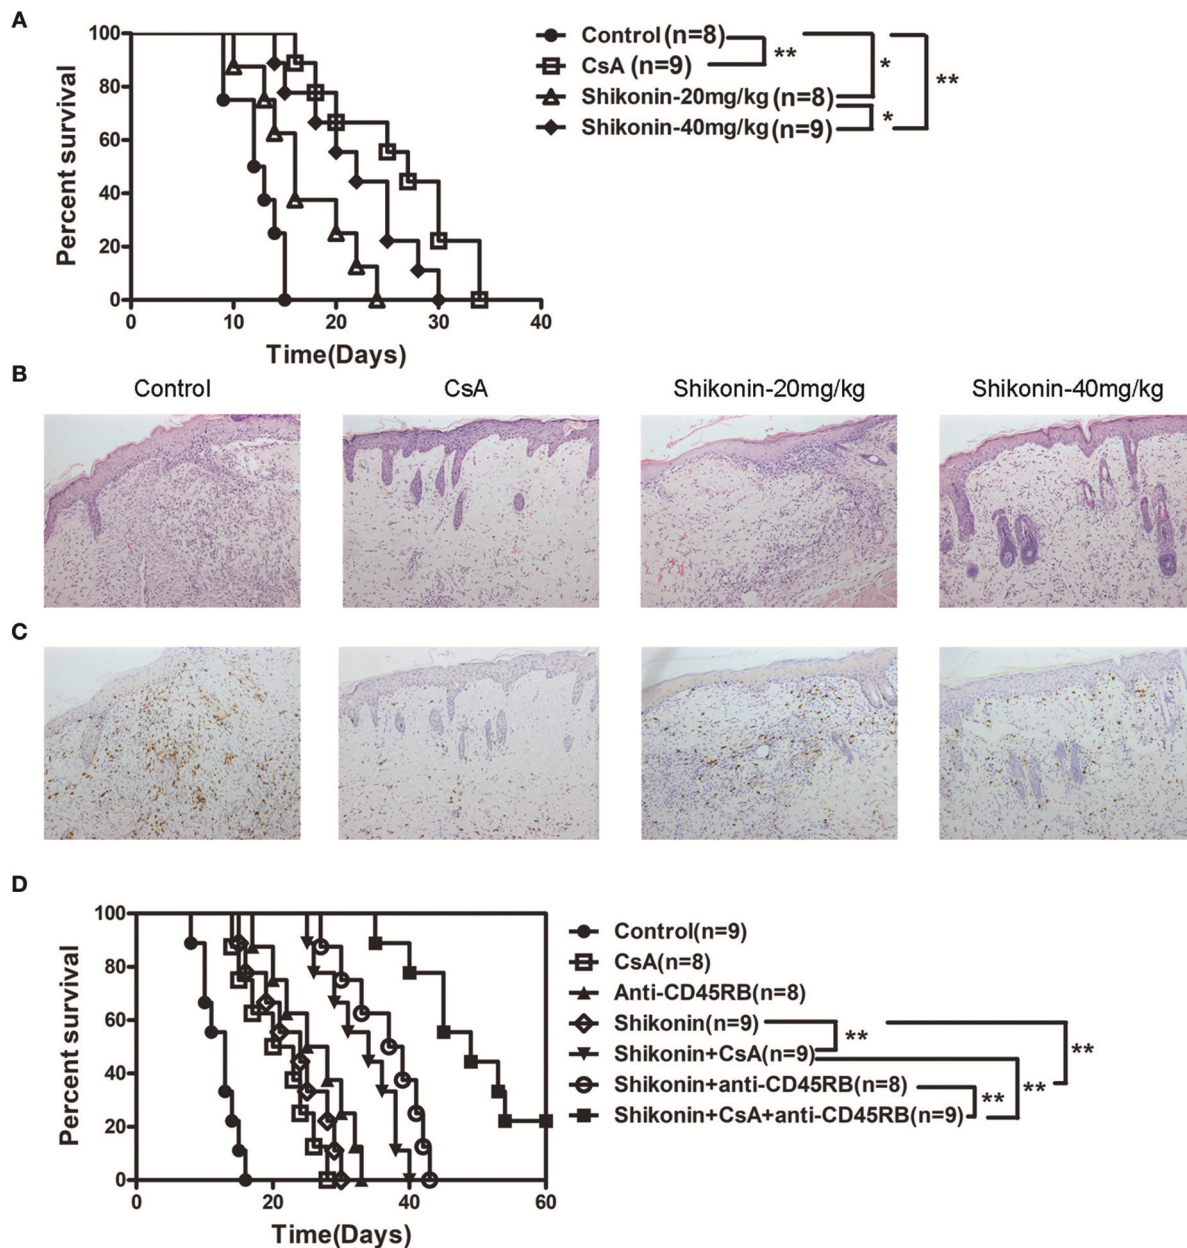 A
Percent survival
100
80
60
40
20
0
0 10 20 30 40
Time(Days)
Control(n=8)
CsA (n=9)
Shikonin-20mg/kg(n=8)
Shikonin-40mg/kg(n=9)
**
*
*
**
B
Control CsA Shikonin-20mg/kg Shikonin-40mg/kg
C
D
Percent survival
100
80
60
40
20
0
0 20 40 60
Time(Days)
Control(n=9)
CsA(n=8)
Anti-CD45RB(n=8)
Shikonin(n=9)
Shikonin+CsA(n=9)
Shikonin+anti-CD45RB(n=8)
Shikonin+CsA+anti-CD45RB(n=9)
**
**
**
**